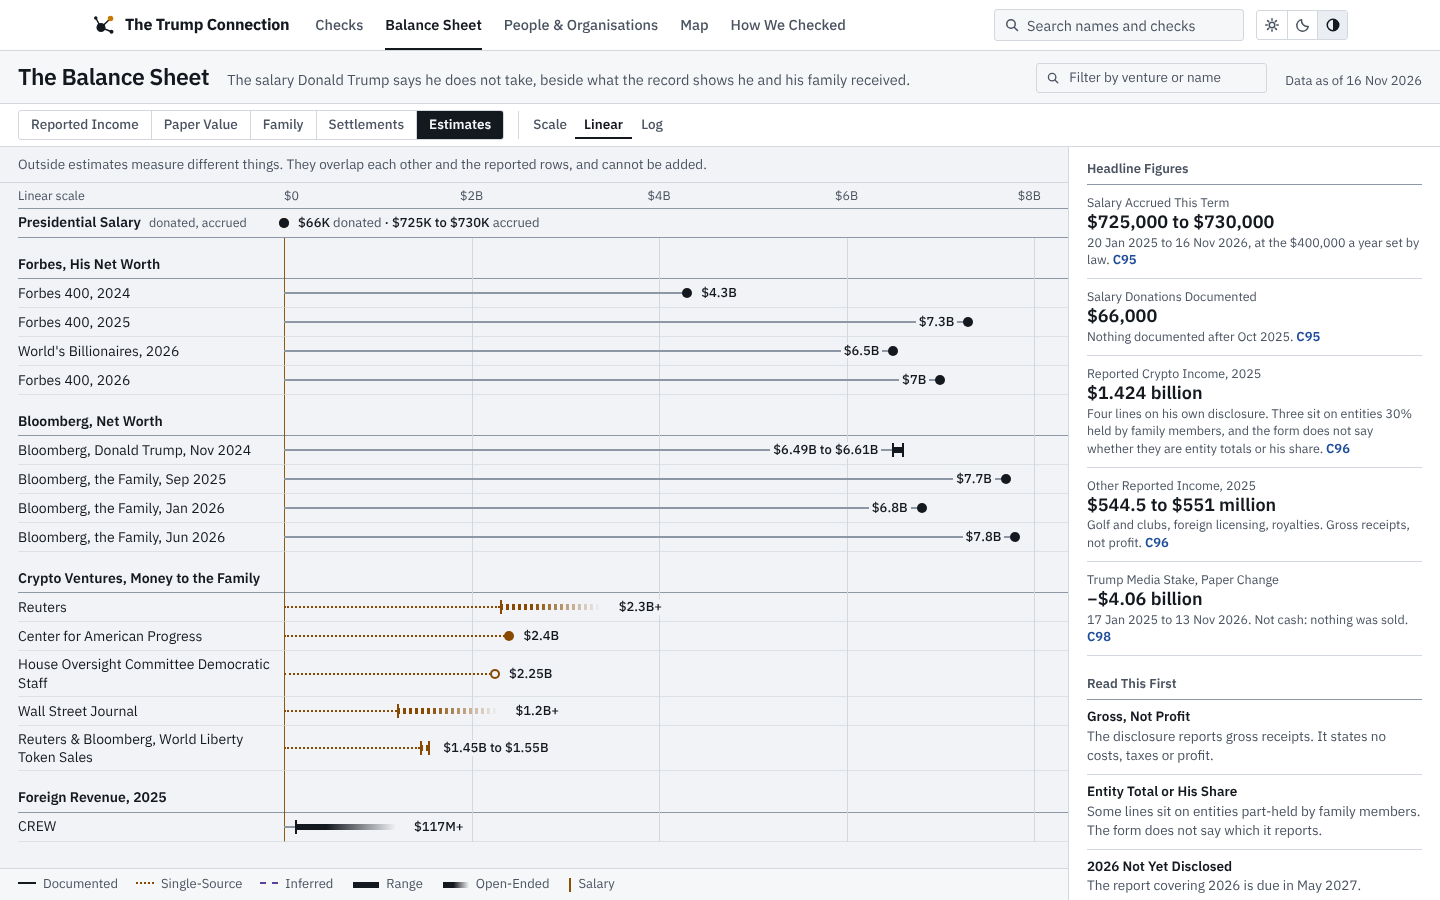 The Trump Connection
Checks
Balance Sheet
People & Organisations
Map
How We Checked
Search names and checks
The Balance Sheet
The salary Donald Trump says he does not take, beside what the record shows he and his family received.
Filter by venture or name
Data as of 16 Nov 2026
Reported Income
Paper Value
Family
Settlements
Estimates
Scale
Linear
Log
Outside estimates measure different things. They overlap each other and the reported rows, and cannot be added.
Linear scale
$0
$2B
$4B
$6B
$8B
Presidential Salary donated, accrued
$66K donated · $725K to $730K accrued
Forbes, His Net Worth
Forbes 400, 2024
$4.3B
Forbes 400, 2025
$7.3B
World's Billionaires, 2026
$6.5B
Forbes 400, 2026
$7B
Bloomberg, Net Worth
Bloomberg, Donald Trump, Nov 2024
$6.49B to $6.61B
Bloomberg, the Family, Sep 2025
$7.7B
Bloomberg, the Family, Jan 2026
$6.8B
Bloomberg, the Family, Jun 2026
$7.8B
Crypto Ventures, Money to the Family
Reuters
$2.3B+
Center for American Progress
$2.4B
House Oversight Committee Democratic
Staff
$2.25B
Wall Street Journal
$1.2B+
Reuters & Bloomberg, World Liberty
Token Sales
$1.45B to $1.55B
Foreign Revenue, 2025
CREW
$117M+
Documented
Single-Source
Inferred
Range
Open-Ended
Salary
Headline Figures
Salary Accrued This Term
$725,000 to $730,000
20 Jan 2025 to 16 Nov 2026, at the $400,000 a year set by
law. C95
Salary Donations Documented
$66,000
Nothing documented after Oct 2025. C95
Reported Crypto Income, 2025
$1.424 billion
Four lines on his own disclosure. Three sit on entities 30%
held by family members, and the form does not say
whether they are entity totals or his share. C96
Other Reported Income, 2025
$544.5 to $551 million
Golf and clubs, foreign licensing, royalties. Gross receipts,
not profit. C96
Trump Media Stake, Paper Change
−$4.06 billion
17 Jan 2025 to 13 Nov 2026. Not cash: nothing was sold.
C98
Read This First
Gross, Not Profit
The disclosure reports gross receipts. It states no
costs, taxes or profit.
Entity Total or His Share
Some lines sit on entities part-held by family members.
The form does not say which it reports.
2026 Not Yet Disclosed
The report covering 2026 is due in May 2027.